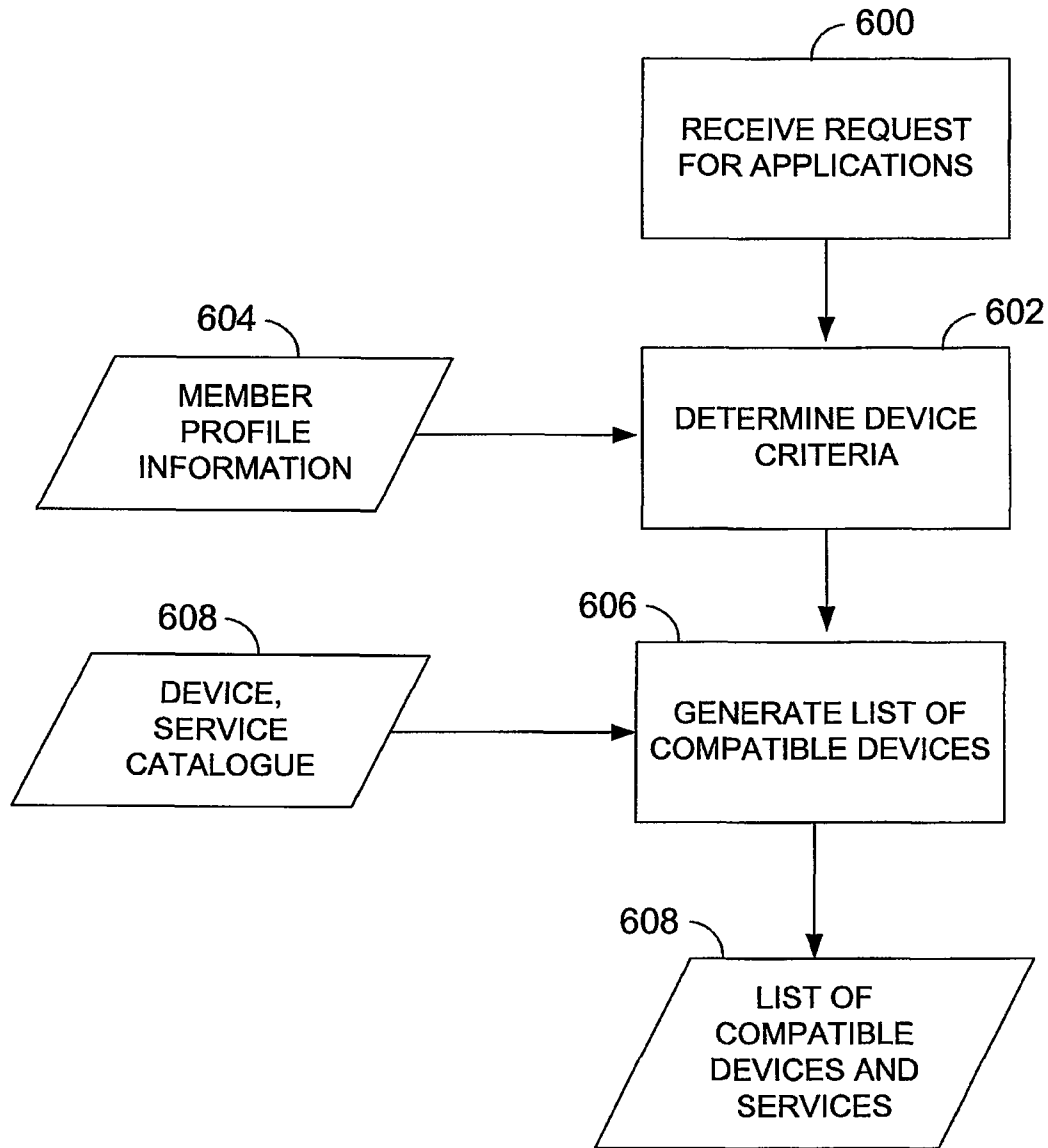 600
RECEIVE REQUEST
FOR APPLICATIONS
604
602
MEMBER
PROFILE
INFORMATION
DETERMINE DEVICE
CRITERIA
608
606
DEVICE,
SERVICE
CATALOGUE
GENERATE LIST OF
COMPATIBLE DEVICES
608
LIST OF
COMPATIBLE
DEVICES AND
SERVICES